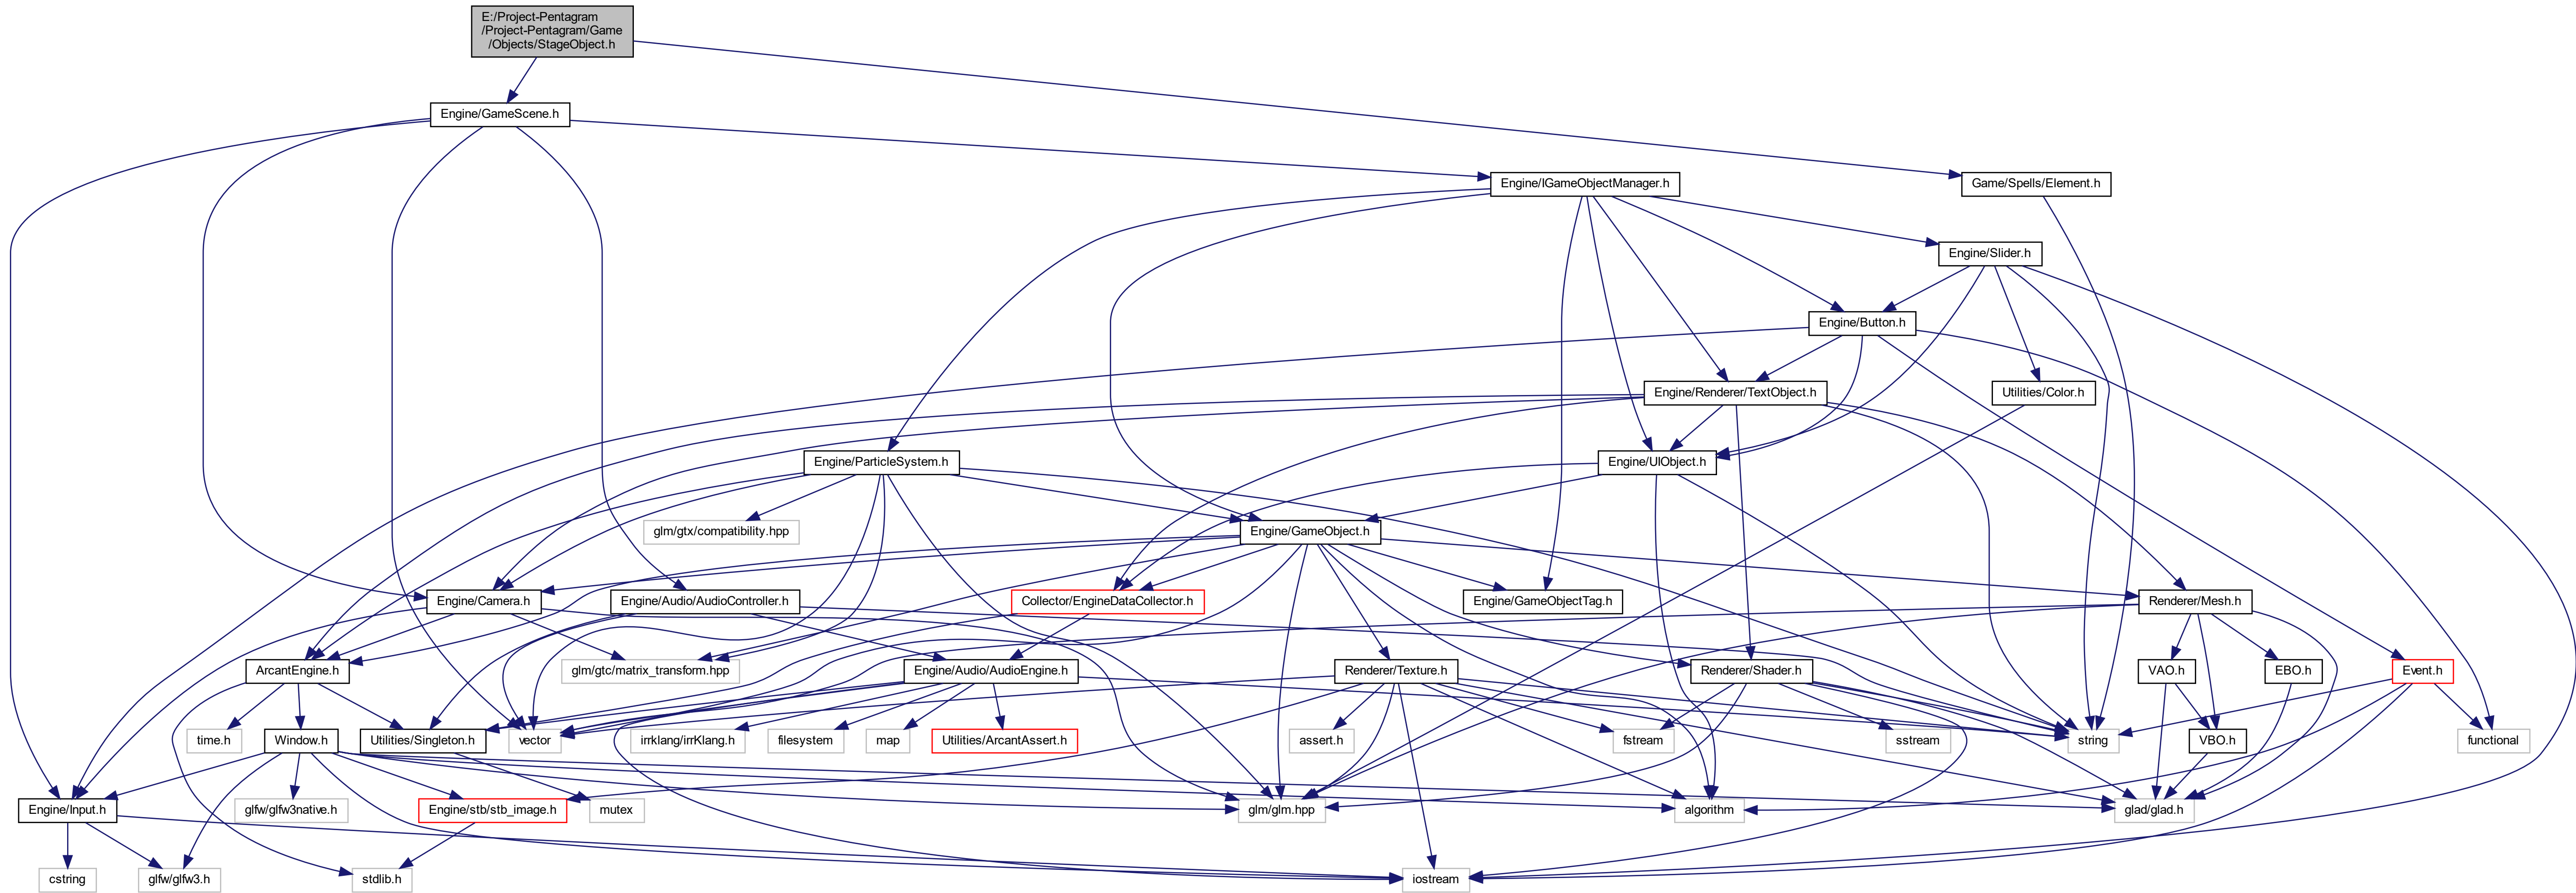 E:/Project-Pentagram
/Project-Pentagram/Game
/Objects/StageObject.h
Engine/GameScene.h
Engine/IGameObjectManager.h
Game/Spells/Element.h
Engine/Slider.h
Engine/Button.h
Engine/Renderer/TextObject.h
Utilities/Color.h
Engine/ParticleSystem.h
Engine/UIObject.h
glm/gtx/compatibility.hpp
Engine/GameObject.h
Engine/Camera.h
Engine/Audio/AudioController.h
Collector/EngineDataCollector.h
Engine/GameObjectTag.h
Renderer/Mesh.h
ArcantEngine.h
glm/gtc/matrix_transform.hpp
Engine/Audio/AudioEngine.h
Renderer/Texture.h
Renderer/Shader.h
VAO.h
EBO.h
Event.h
time.h
Window.h
Utilities/Singleton.h
vector
irrklang/irrKlang.h
filesystem
map
Utilities/ArcantAssert.h
assert.h
fstream
sstream
string
VBO.h
functional
Engine/Input.h
glfw/glfw3native.h
Engine/stb/stb_image.h
mutex
glm/glm.hpp
algorithm
glad/glad.h
cstring
glfw/glfw3.h
stdlib.h
iostream